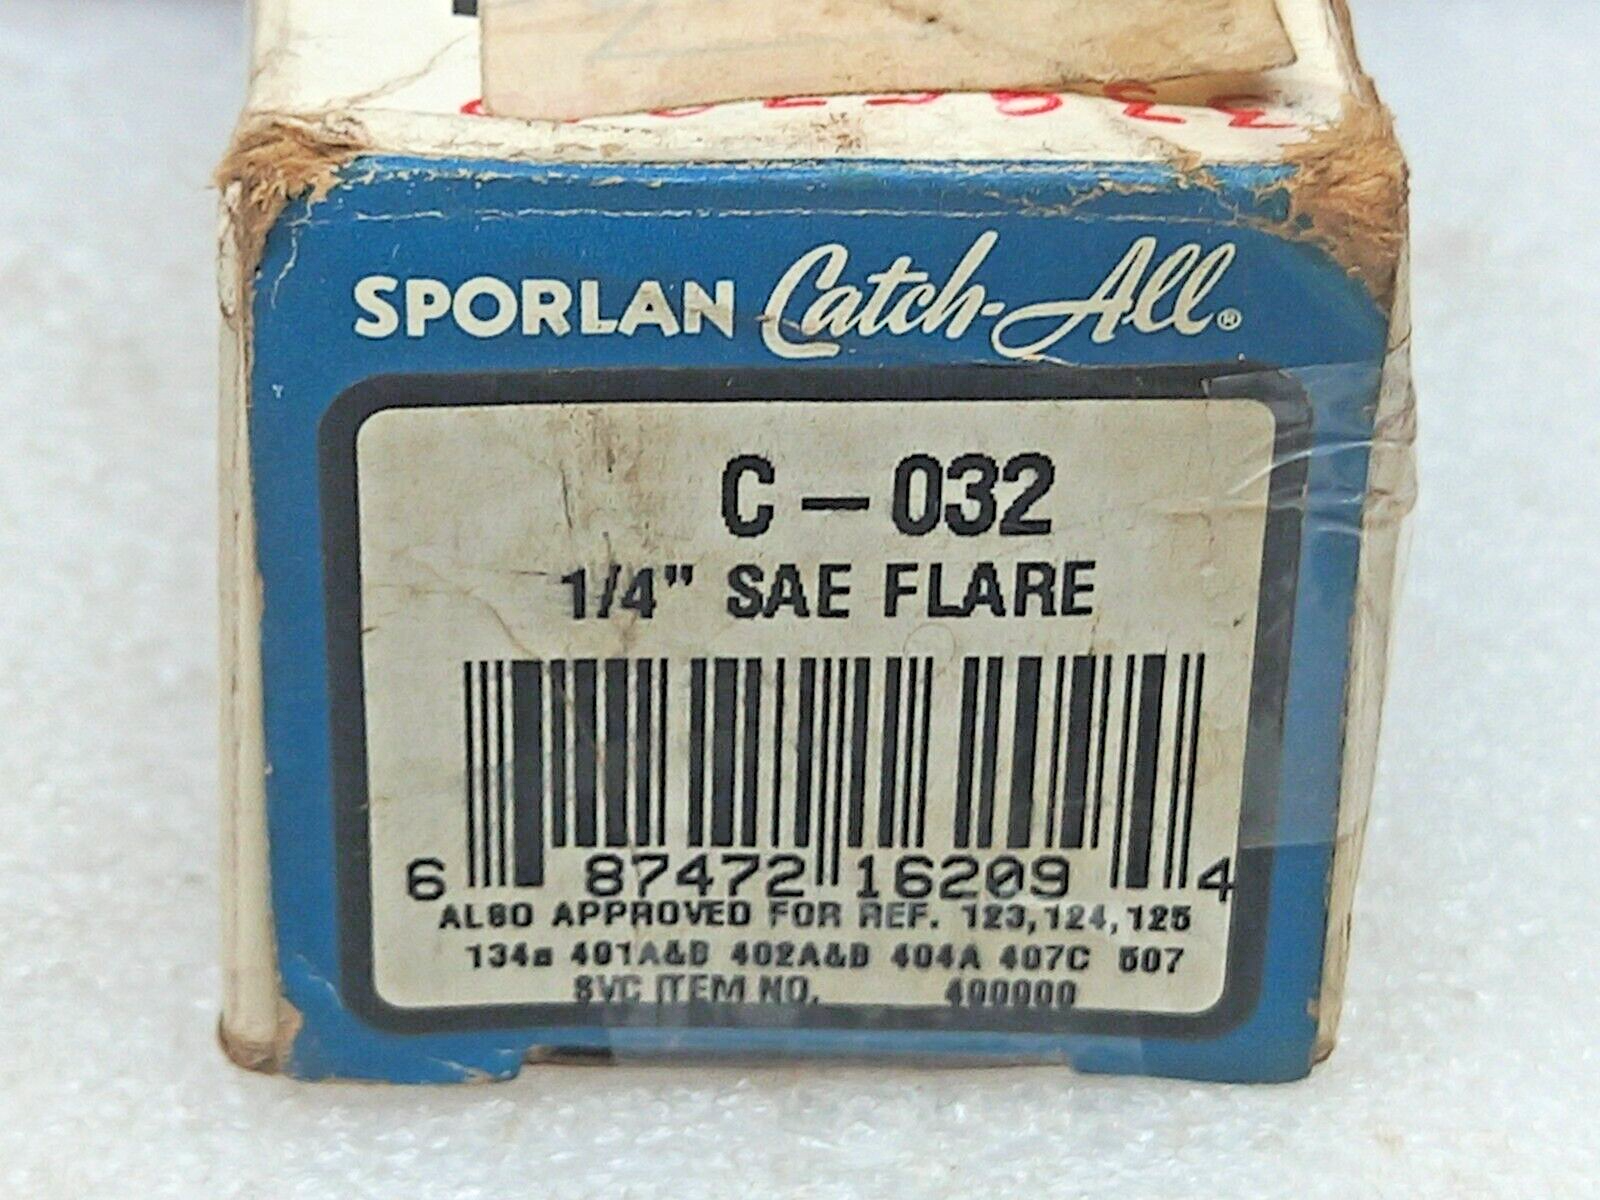 SPORLAN Catch-All®
C-032
1/4" SAE FLARE
6 87472 16209 4
ALSO APPROVED FOR REF. 123,124,125
134a 401A&B 402A&B 404A 407C 507
SVC ITEM NO. 400900